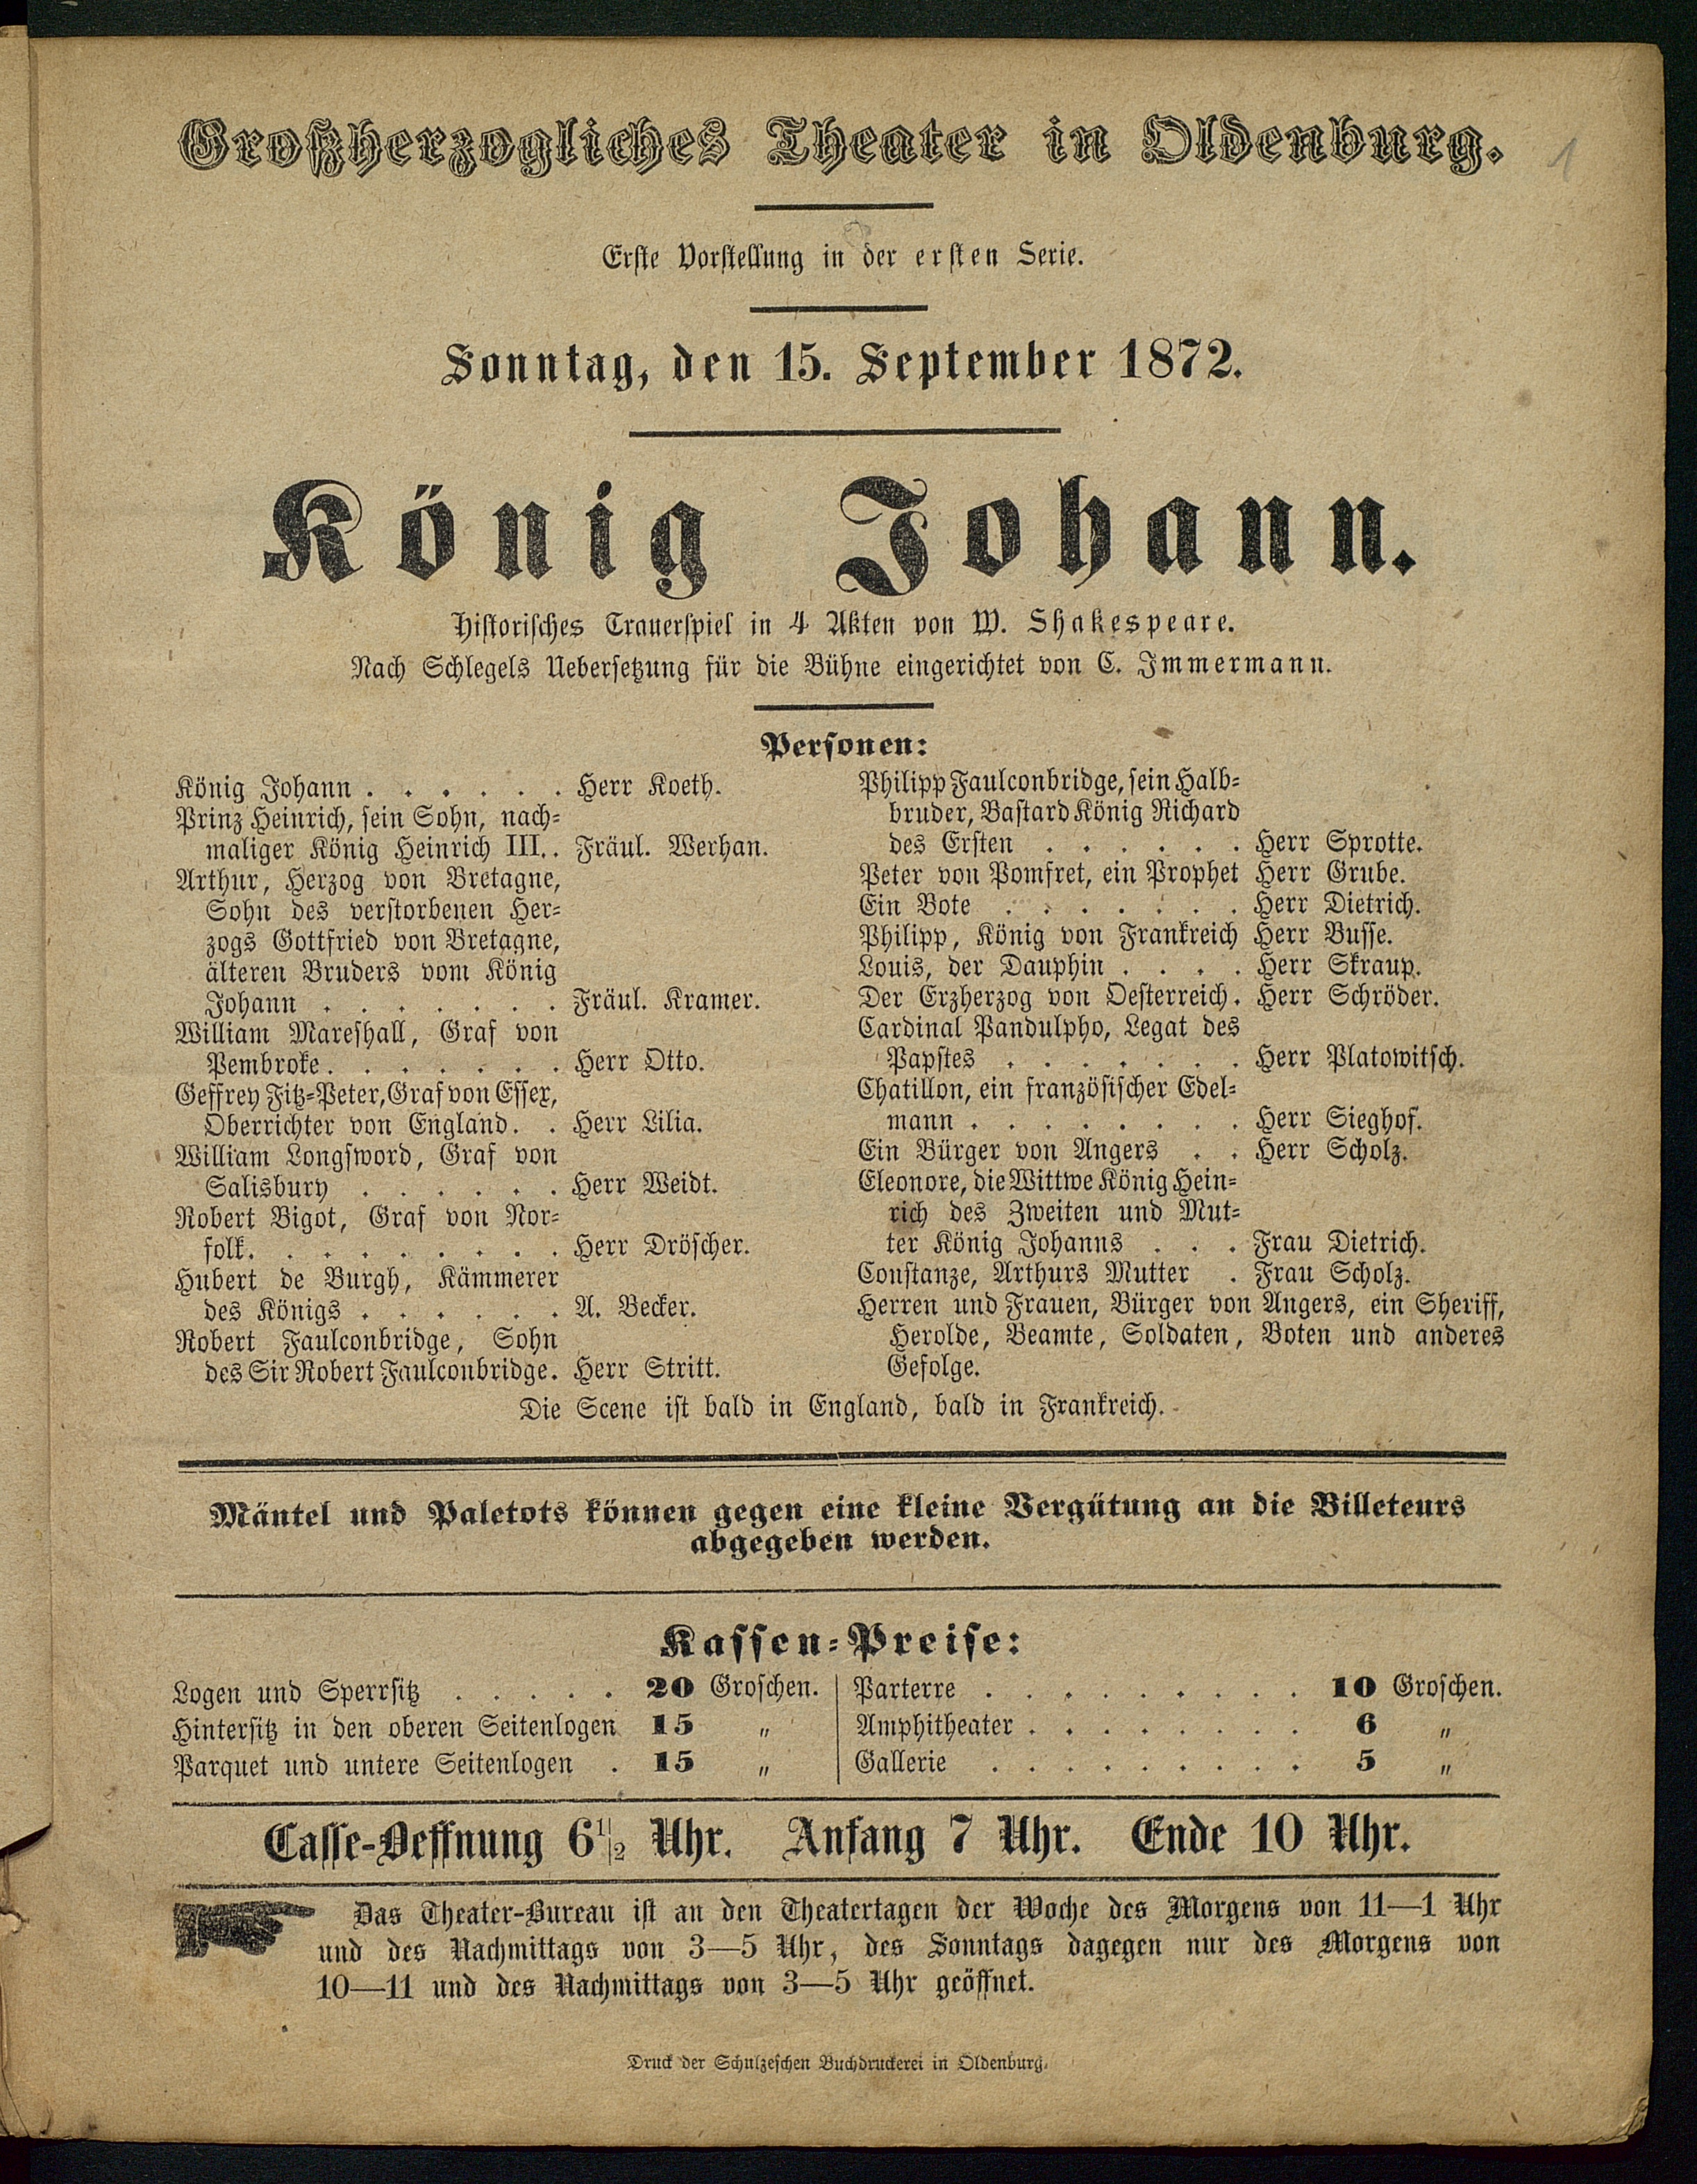 Großherzogliches Theater in Oldenburg.
1
Erste Vorstellung in der ersten Serie.
Sonntag, den 15. September 1872.
König Johann.
Historisches Trauerspiel in 4 Akten von W. Shakespeare.
Nach Schlegels Uebersetzung für die Bühne eingerichtet von C. Immermann.
Personen:
König Johann . . . . . . Herr Koeth.
Prinz Heinrich, sein Sohn, nach-
maliger König Heinrich III. . Fräul. Werhan.
Arthur, Herzog von Bretagne,
Sohn des verstorbenen Her-
zogs Gottfried von Bretagne,
älteren Bruders vom König
Johann . . . . . . . Fräul. Kramer.
William Mareshall, Graf von
Pembroke . . . . . . . Herr Otto.
Geffrey Fitz-Peter, Graf von Essex,
Oberrichter von England . . Herr Lilia.
William Longsword, Graf von
Salisbury . . . . . . Herr Weidt.
Robert Bigot, Graf von Nor-
folk . . . . . . . . . Herr Dröscher.
Hubert de Burgh, Kämmerer
des Königs . . . . . . A. Becker.
Robert Faulconbridge, Sohn
des Sir Robert Faulconbridge. Herr Stritt.
Philipp Faulconbridge, sein Halb-
bruder, Bastard König Richard
des Ersten . . . . . . Herr Sprotte.
Peter von Pomfret, ein Prophet Herr Grube.
Ein Bote . . . . . . . Herr Dietrich.
Philipp, König von Frankreich Herr Busse.
Louis, der Dauphin . . . . Herr Skraup.
Der Erzherzog von Oesterreich. Herr Schröder.
Cardinal Pandulpho, Legat des
Papstes . . . . . . . Herr Platowitsch.
Chatillon, ein französischer Edel-
mann . . . . . . . . Herr Sieghof.
Ein Bürger von Angers . . Herr Scholz.
Eleonore, die Wittwe König Hein-
rich des Zweiten und Mut-
ter König Johanns . . . Frau Dietrich.
Constanze, Arthurs Mutter . Frau Scholz.
Herren und Frauen, Bürger von Angers, ein Sheriff,
Herolde, Beamte, Soldaten, Boten und anderes
Gefolge.
Die Scene ist bald in England, bald in Frankreich.
Mäntel und Paletots können gegen eine kleine Vergütung an die Billeteurs
abgegeben werden.
Kassen-Preise:
Logen und Sperrsitz . . . . . 20 Groschen.
Hintersitz in den oberen Seitenlogen 15 "
Parquet und untere Seitenlogen . 15 "
Parterre . . . . . . . . . 10 Groschen.
Amphitheater . . . . . . . . 6 "
Gallerie . . . . . . . . . 5 "
Casse-Oeffnung 6 1/2 Uhr. Anfang 7 Uhr. Ende 10 Uhr.
Das Theater-Bureau ist an den Theatertagen der Woche des Morgens von 11—1 Uhr
und des Nachmittags von 3—5 Uhr, des Sonntags dagegen nur des Morgens von
10—11 und des Nachmittags von 3—5 Uhr geöffnet.
Druck der Schulzeschen Buchdruckerei in Oldenburg.